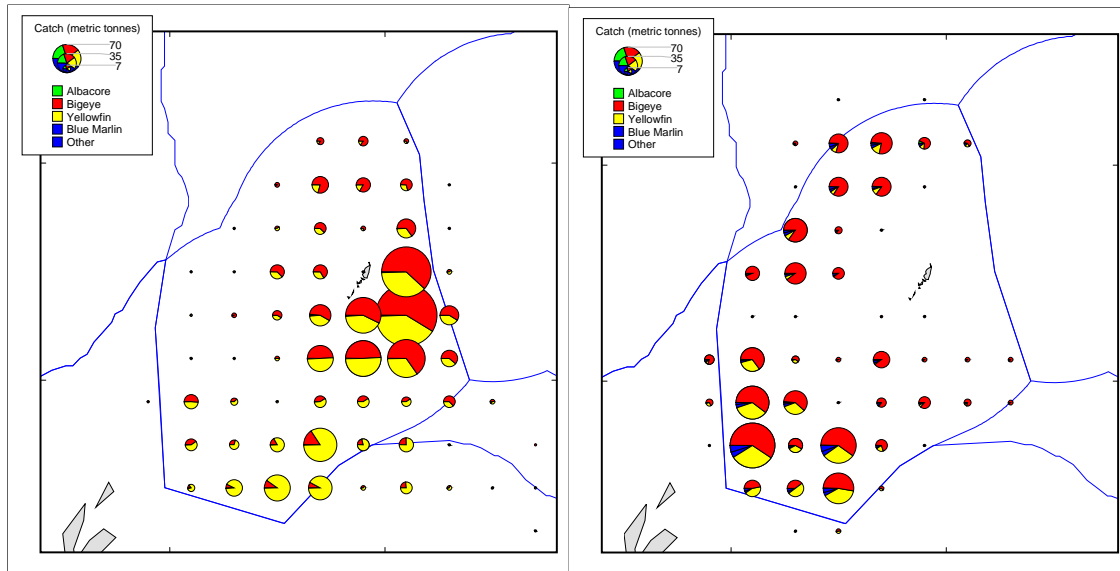 Catch (metric tonnes)
70
35
7
Albacore
Bigeye
Yellowfin
Blue Marlin
Other
Catch (metric tonnes)
70
35
7
Albacore
Bigeye
Yellowfin
Blue Marlin
Other